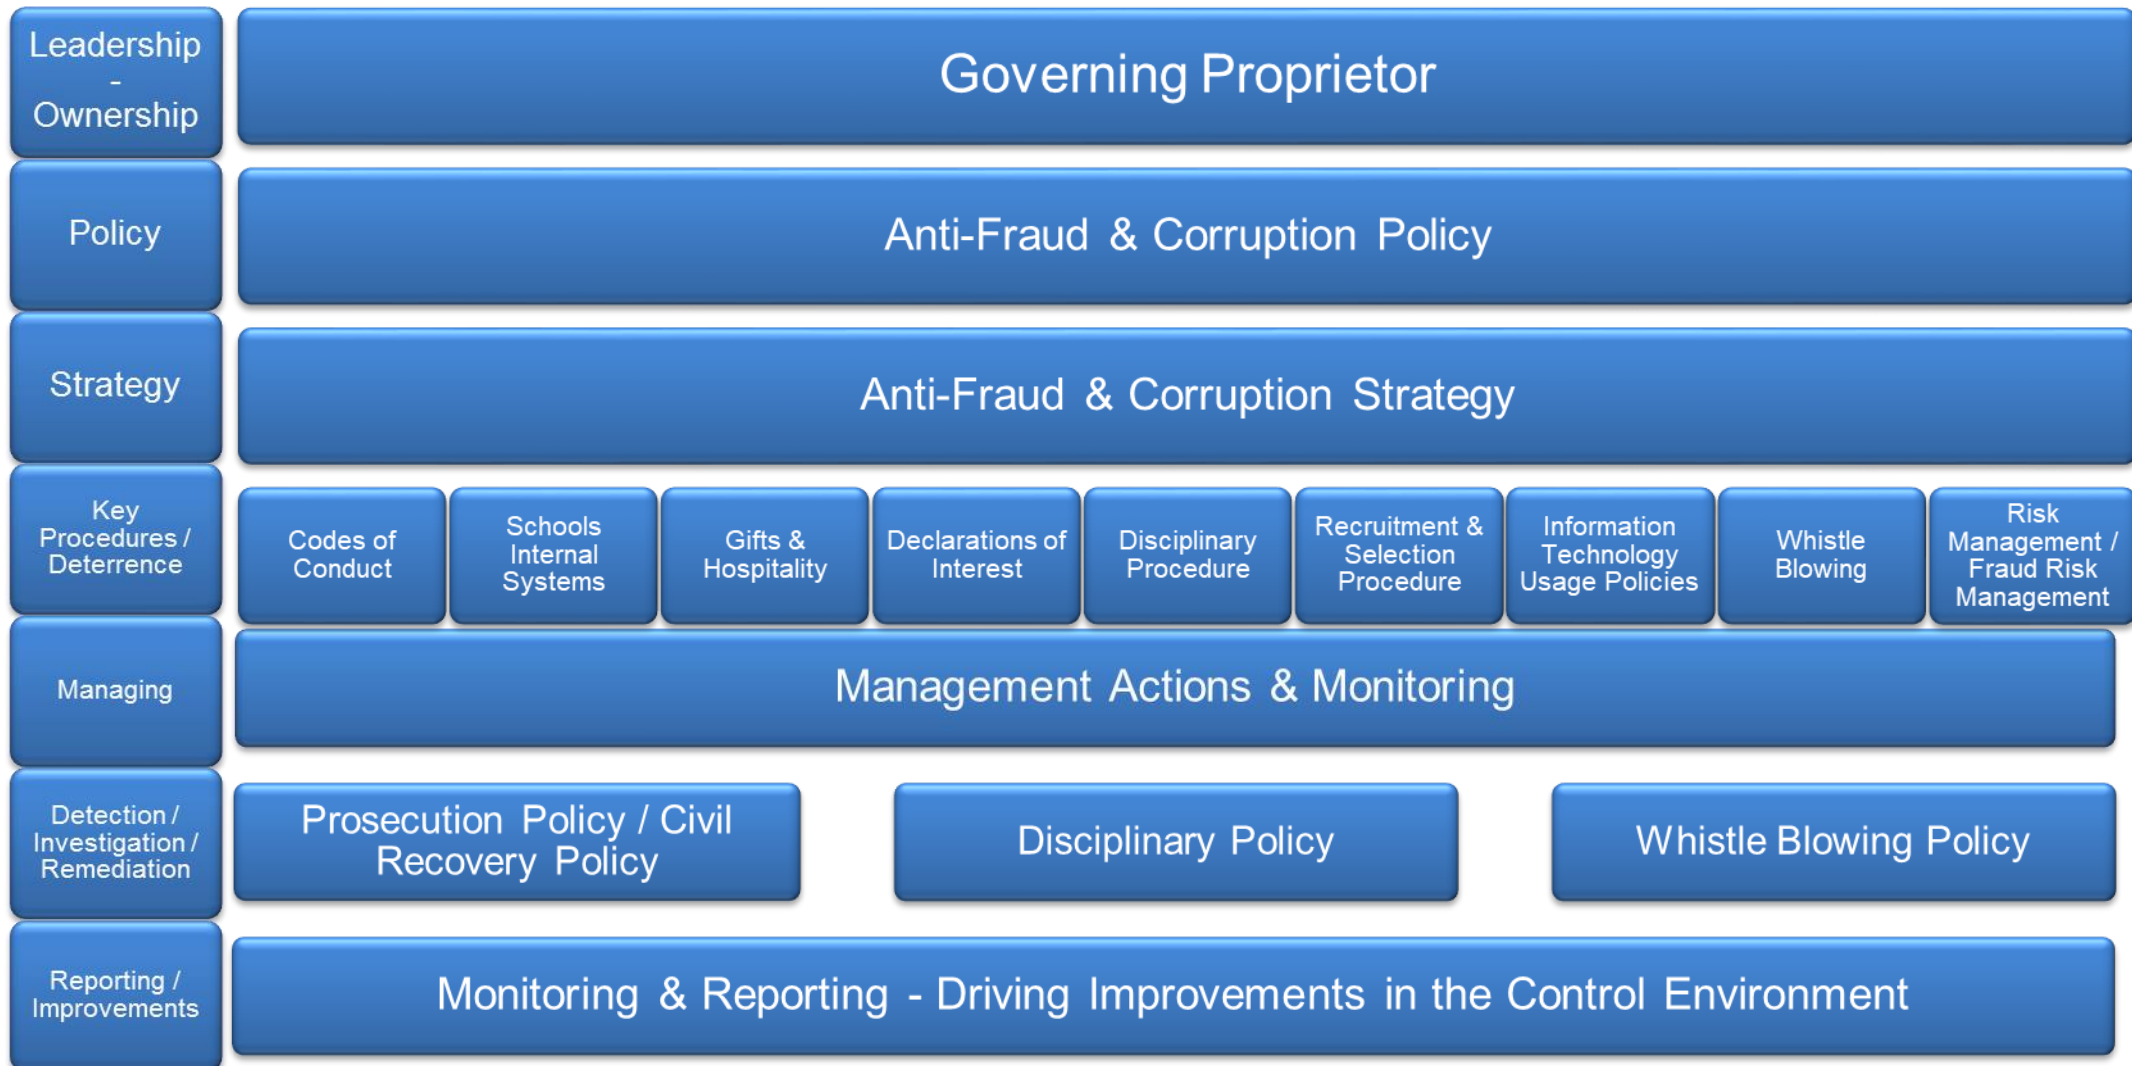 Leadership
-
Ownership
Governing Proprietor
Policy
Anti-Fraud & Corruption Policy
Strategy
Anti-Fraud & Corruption Strategy
Key
Procedures /
Deterrence
Codes of
Conduct
Schools
Internal
Systems
Gifts &
Hospitality
Declarations of
Interest
Disciplinary
Procedure
Recruitment &
Selection
Procedure
Information
Technology
Usage Policies
Whistle
Blowing
Risk
Management /
Fraud Risk
Management
Managing
Management Actions & Monitoring
Detection /
Investigation /
Remediation
Prosecution Policy / Civil
Recovery Policy
Disciplinary Policy
Whistle Blowing Policy
Reporting /
Improvements
Monitoring & Reporting - Driving Improvements in the Control Environment